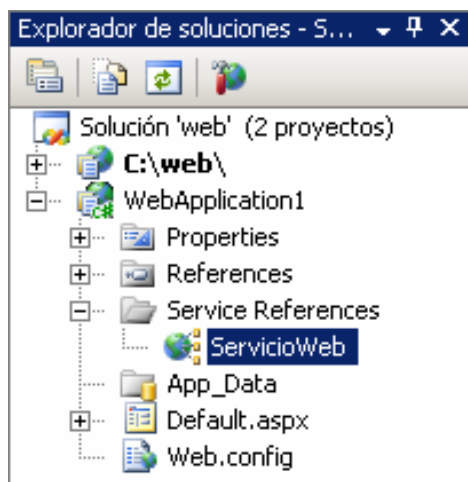 Explorador de soluciones - S...
Solución 'web' (2 proyectos)
C:\web\
WebApplication1
Properties
References
Service References
ServicioWeb
App_Data
Default.aspx
Web.config